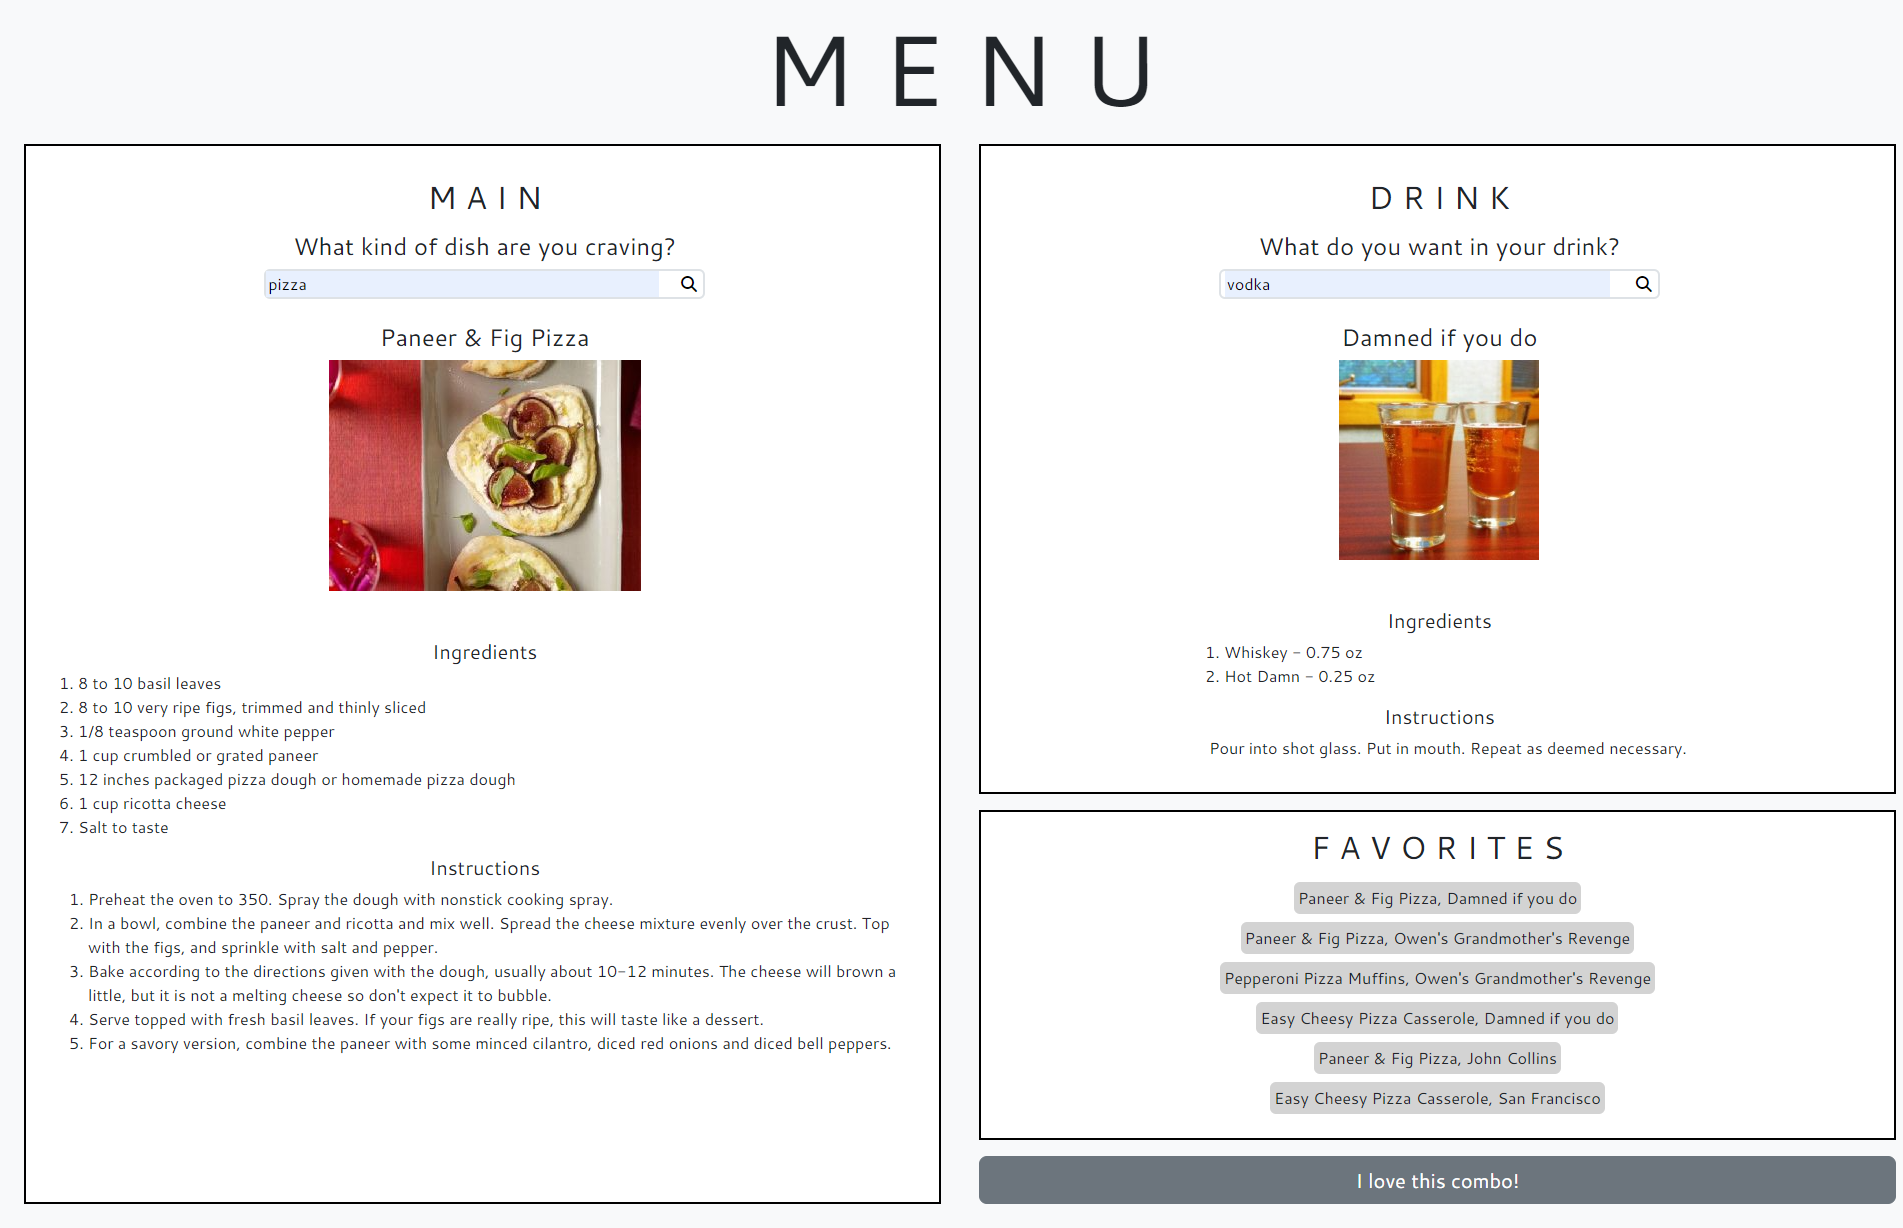 MENU
MAIN
What kind of dish are you craving?
pizza
Paneer & Fig Pizza
Ingredients
1. 8 to 10 basil leaves
2. 8 to 10 very ripe figs, trimmed and thinly sliced
3. 1/8 teaspoon ground white pepper
4. 1 cup crumbled or grated paneer
5. 12 inches packaged pizza dough or homemade pizza dough
6. 1 cup ricotta cheese
7. Salt to taste
Instructions
1. Preheat the oven to 350. Spray the dough with nonstick cooking spray.
2. In a bowl, combine the paneer and ricotta and mix well. Spread the cheese mixture evenly over the crust. Top
with the figs, and sprinkle with salt and pepper.
3. Bake according to the directions given with the dough, usually about 10-12 minutes. The cheese will brown a
little, but it is not a melting cheese so don't expect it to bubble.
4. Serve topped with fresh basil leaves. If your figs are really ripe, this will taste like a dessert.
5. For a savory version, combine the paneer with some minced cilantro, diced red onions and diced bell peppers.
DRINK
What do you want in your drink?
vodka
Damned if you do
Ingredients
1. Whiskey - 0.75 oz
2. Hot Damn - 0.25 oz
Instructions
Pour into shot glass. Put in mouth. Repeat as deemed necessary.
FAVORITES
Paneer & Fig Pizza, Damned if you do
Paneer & Fig Pizza, Owen's Grandmother's Revenge
Pepperoni Pizza Muffins, Owen's Grandmother's Revenge
Easy Cheesy Pizza Casserole, Damned if you do
Paneer & Fig Pizza, John Collins
Easy Cheesy Pizza Casserole, San Francisco
I love this combo!